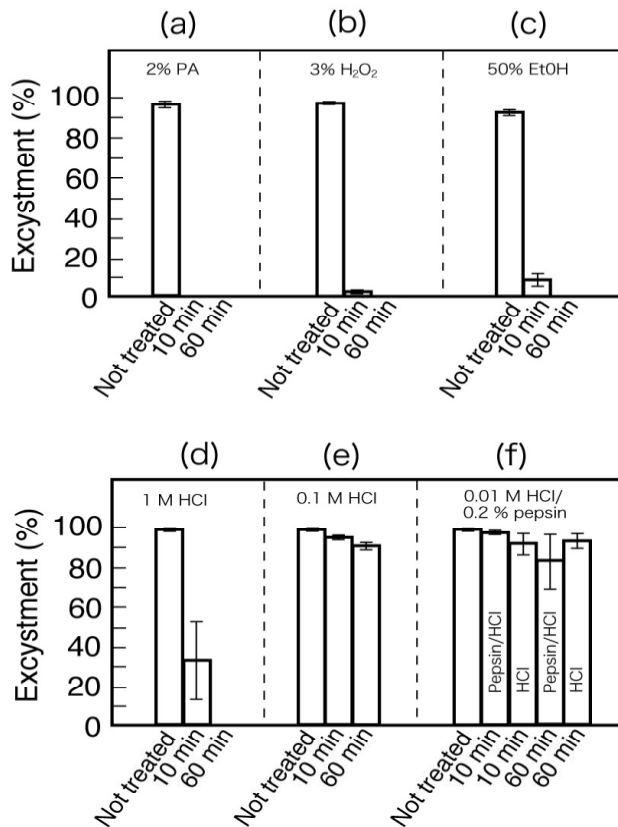 (a) (b) (c)
2% PA 3% H₂O₂ 50% EtOH
Excystment (%)
100
80
60
40
20
0
Not treated 10 min 60 min Not treated 10 min 60 min Not treated 10 min 60 min
(d) (e) (f)
1 M HCl 0.1 M HCl 0.01 M HCl/
0.2 % pepsin
Excystment (%)
100
80
60
40
20
0
Pepsin/HCl HCl Pepsin/HCl HCl
Not treated 10 min 60 min Not treated 10 min 60 min Not treated 10 min 10 min 60 min 60 min